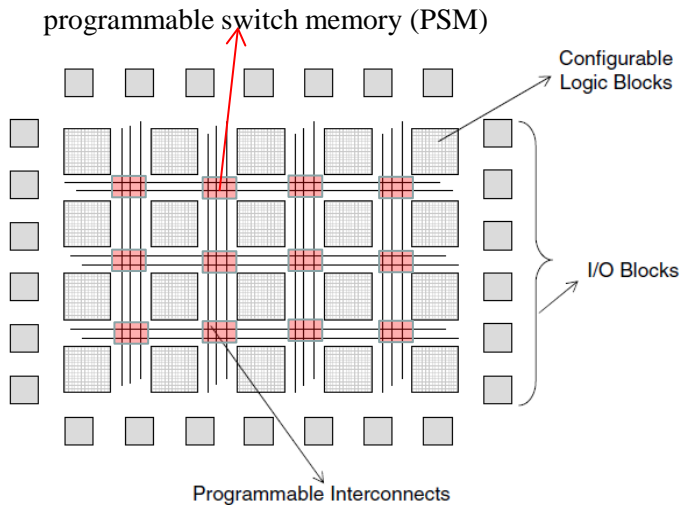 programmable switch memory (PSM)
Configurable
Logic Blocks
I/O Blocks
Programmable Interconnects